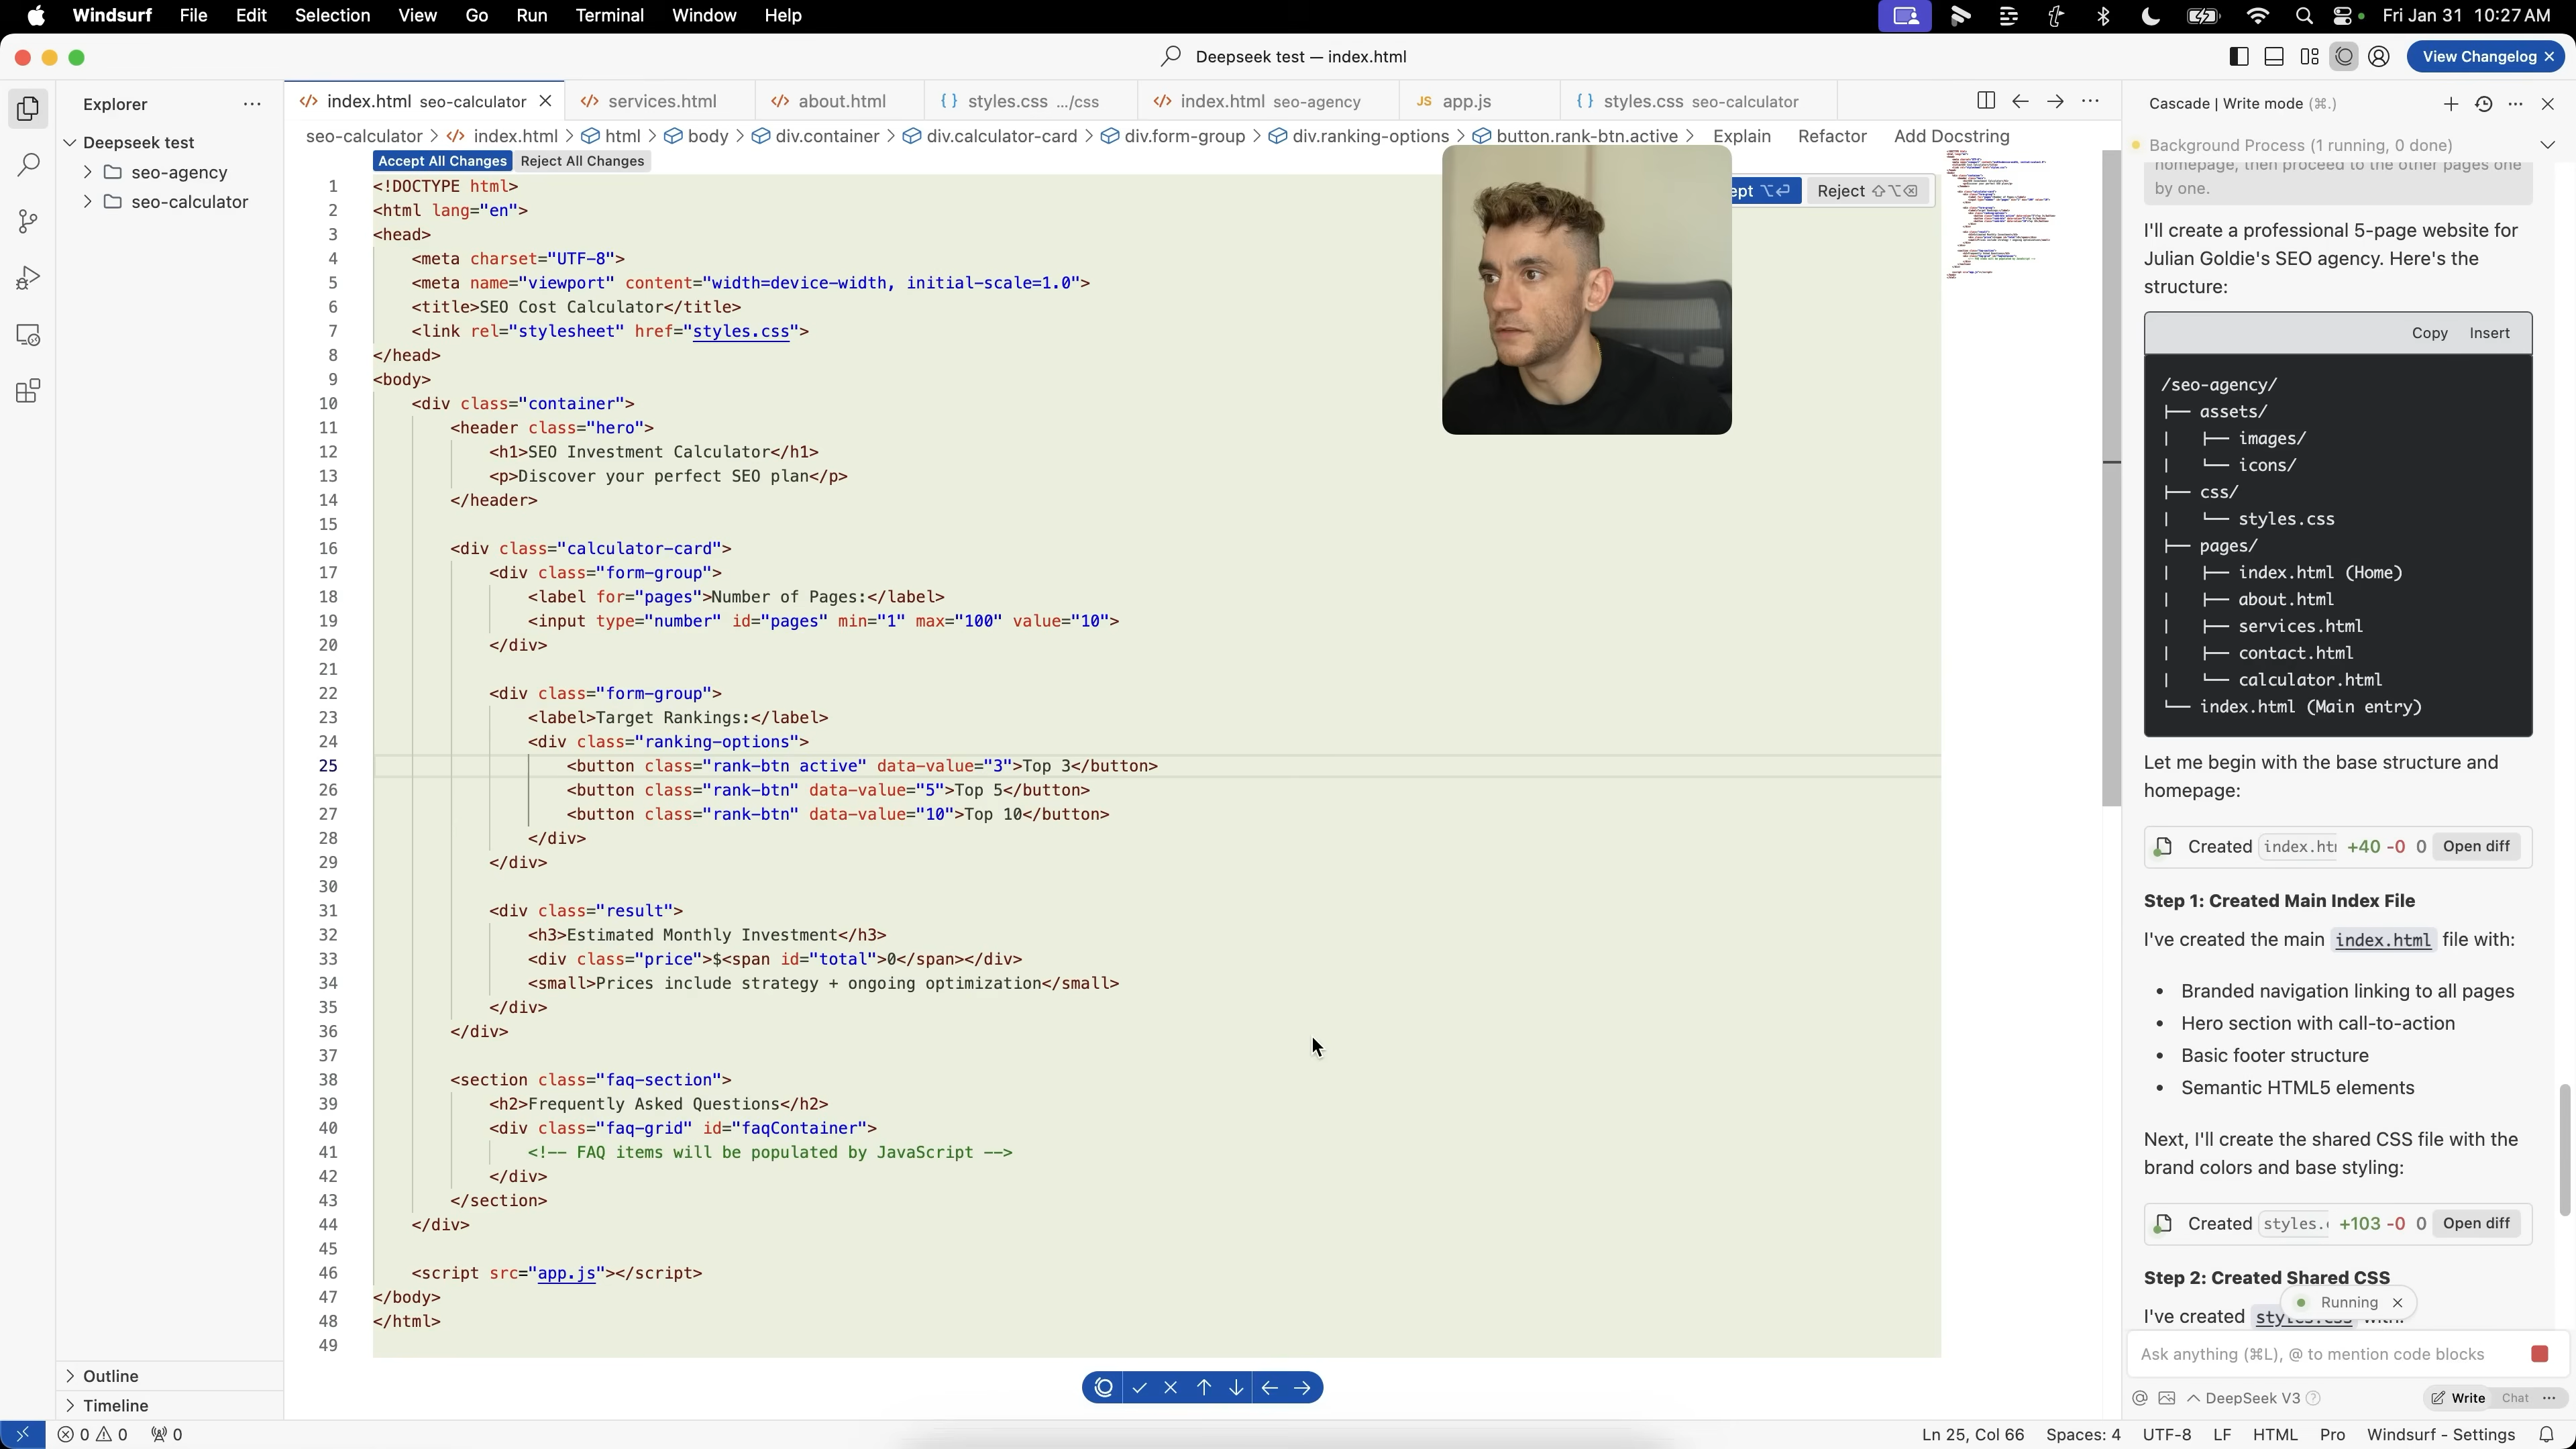 Windsurf File Edit Selection View Go Run Terminal Window Help
Fri Jan 31 10:27 AM
Deepseek test — index.html
View Changelog ×
Explorer
Deepseek test
seo-agency
seo-calculator
Outline
Timeline
index.html seo-calculator
services.html
about.html
styles.css .../css
index.html seo-agency
JS app.js
styles.css seo-calculator
seo-calculator > index.html > html > body > div.container > div.calculator-card > div.form-group > div.ranking-options > button.rank-btn.active > Explain Refactor Add Docstring
Accept All Changes Reject All Changes
ept ⌥⏎ Reject ⇧⌥⌫
1 <!DOCTYPE html>
2 <html lang="en">
3 <head>
4 <meta charset="UTF-8">
5 <meta name="viewport" content="width=device-width, initial-scale=1.0">
6 <title>SEO Cost Calculator</title>
7 <link rel="stylesheet" href="styles.css">
8 </head>
9 <body>
10 <div class="container">
11 <header class="hero">
12 <h1>SEO Investment Calculator</h1>
13 <p>Discover your perfect SEO plan</p>
14 </header>
15
16 <div class="calculator-card">
17 <div class="form-group">
18 <label for="pages">Number of Pages:</label>
19 <input type="number" id="pages" min="1" max="100" value="10">
20 </div>
21
22 <div class="form-group">
23 <label>Target Rankings:</label>
24 <div class="ranking-options">
25 <button class="rank-btn active" data-value="3">Top 3</button>
26 <button class="rank-btn" data-value="5">Top 5</button>
27 <button class="rank-btn" data-value="10">Top 10</button>
28 </div>
29 </div>
30
31 <div class="result">
32 <h3>Estimated Monthly Investment</h3>
33 <div class="price">$<span id="total">0</span></div>
34 <small>Prices include strategy + ongoing optimization</small>
35 </div>
36 </div>
37
38 <section class="faq-section">
39 <h2>Frequently Asked Questions</h2>
40 <div class="faq-grid" id="faqContainer">
41 <!-- FAQ items will be populated by JavaScript -->
42 </div>
43 </section>
44 </div>
45
46 <script src="app.js"></script>
47 </body>
48 </html>
49
Cascade | Write mode (⌘.)
Background Process (1 running, 0 done)
homepage, then proceed to the other pages one
by one.
I'll create a professional 5-page website for
Julian Goldie's SEO agency. Here's the
structure:
Copy Insert
/seo-agency/
├── assets/
│ ├── images/
│ └── icons/
├── css/
│ └── styles.css
├── pages/
│ ├── index.html (Home)
│ ├── about.html
│ ├── services.html
│ ├── contact.html
│ └── calculator.html
└── index.html (Main entry)
Let me begin with the base structure and
homepage:
Created index.htm +40 -0 0 Open diff
Step 1: Created Main Index File
I've created the main index.html file with:
• Branded navigation linking to all pages
• Hero section with call-to-action
• Basic footer structure
• Semantic HTML5 elements
Next, I'll create the shared CSS file with the
brand colors and base styling:
Created styles.c +103 -0 0 Open diff
Step 2: Created Shared CSS
Running ×
I've created styles.css with:
Ask anything (⌘L), @ to mention code blocks
DeepSeek V3
Write Chat ...
0 0 0
Ln 25, Col 66 Spaces: 4 UTF-8 LF HTML Pro Windsurf - Settings